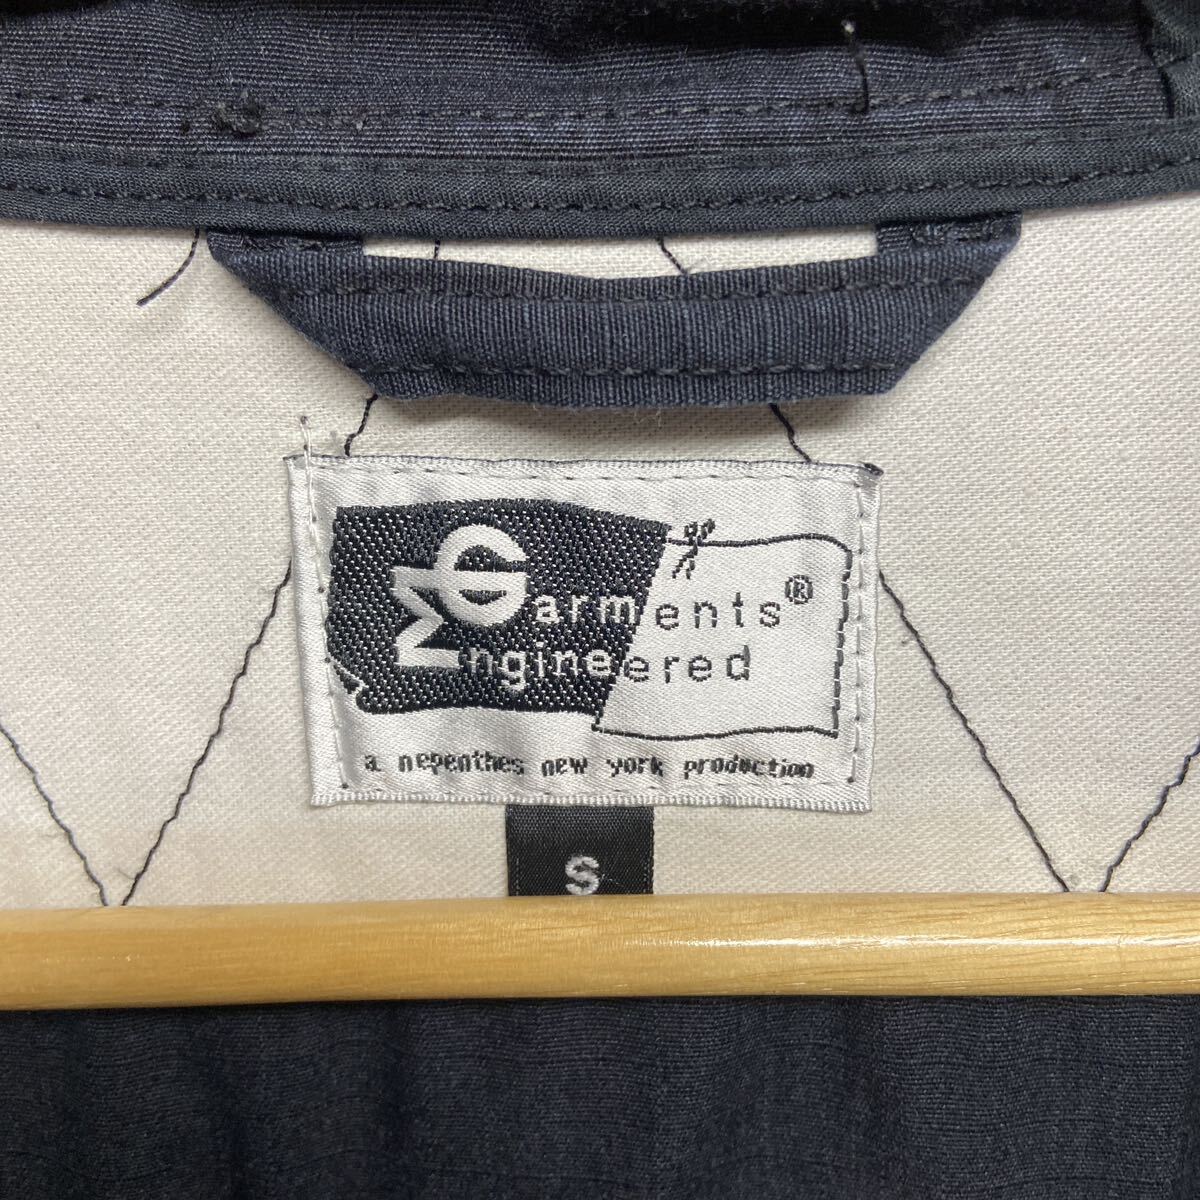 Garments®
Engineered
a nepenthes new york production
S